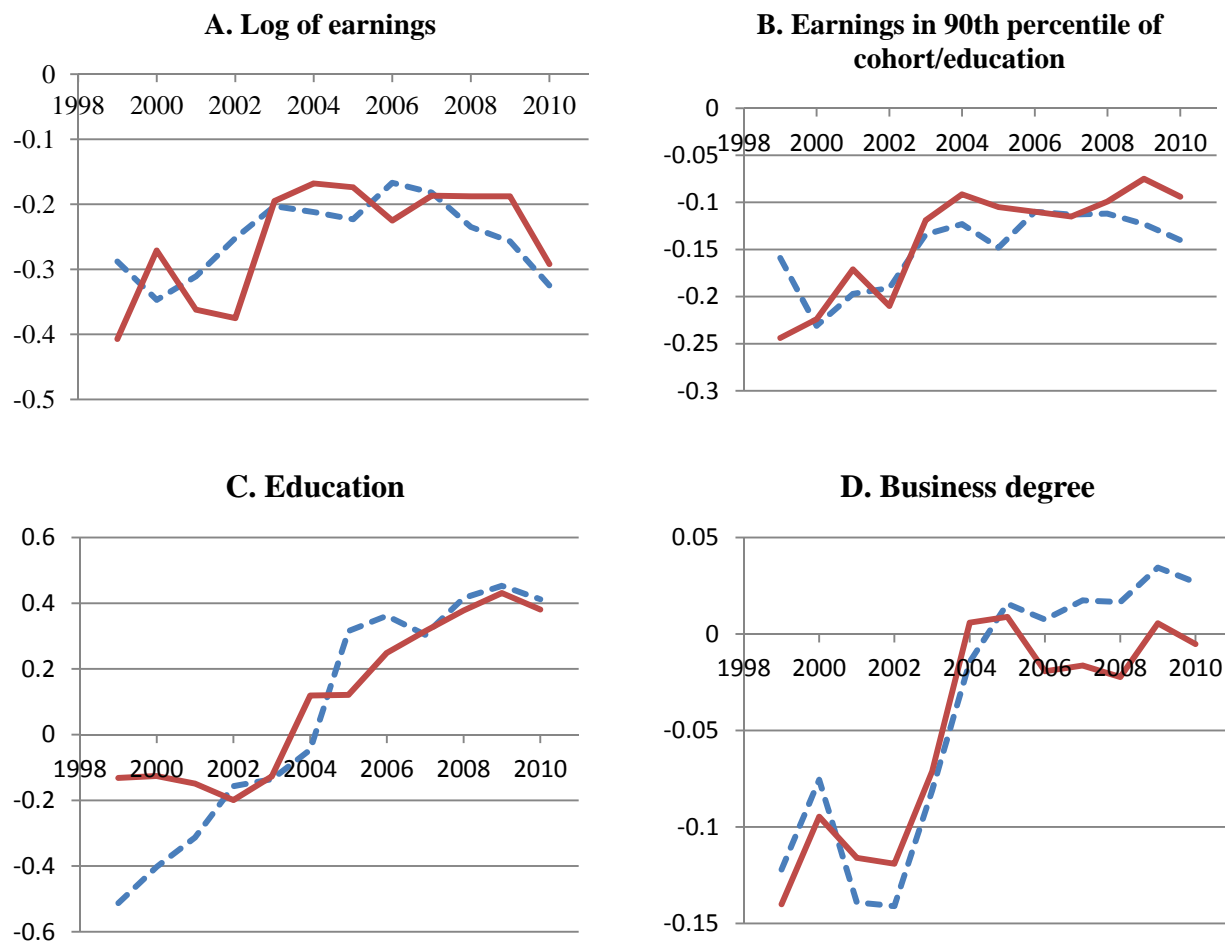 A. Log of earnings
0
1998 2000 2002 2004 2006 2008 2010
-0.1
-0.2
-0.3
-0.4
-0.5
B. Earnings in 90th percentile of
cohort/education
0
1998 2000 2002 2004 2006 2008 2010
-0.05
-0.1
-0.15
-0.2
-0.25
-0.3
C. Education
0.6
0.4
0.2
0
1998 2000 2002 2004 2006 2008 2010
-0.2
-0.4
-0.6
D. Business degree
0.05
0
1998 2000 2002 2004 2006 2008 2010
-0.05
-0.1
-0.15